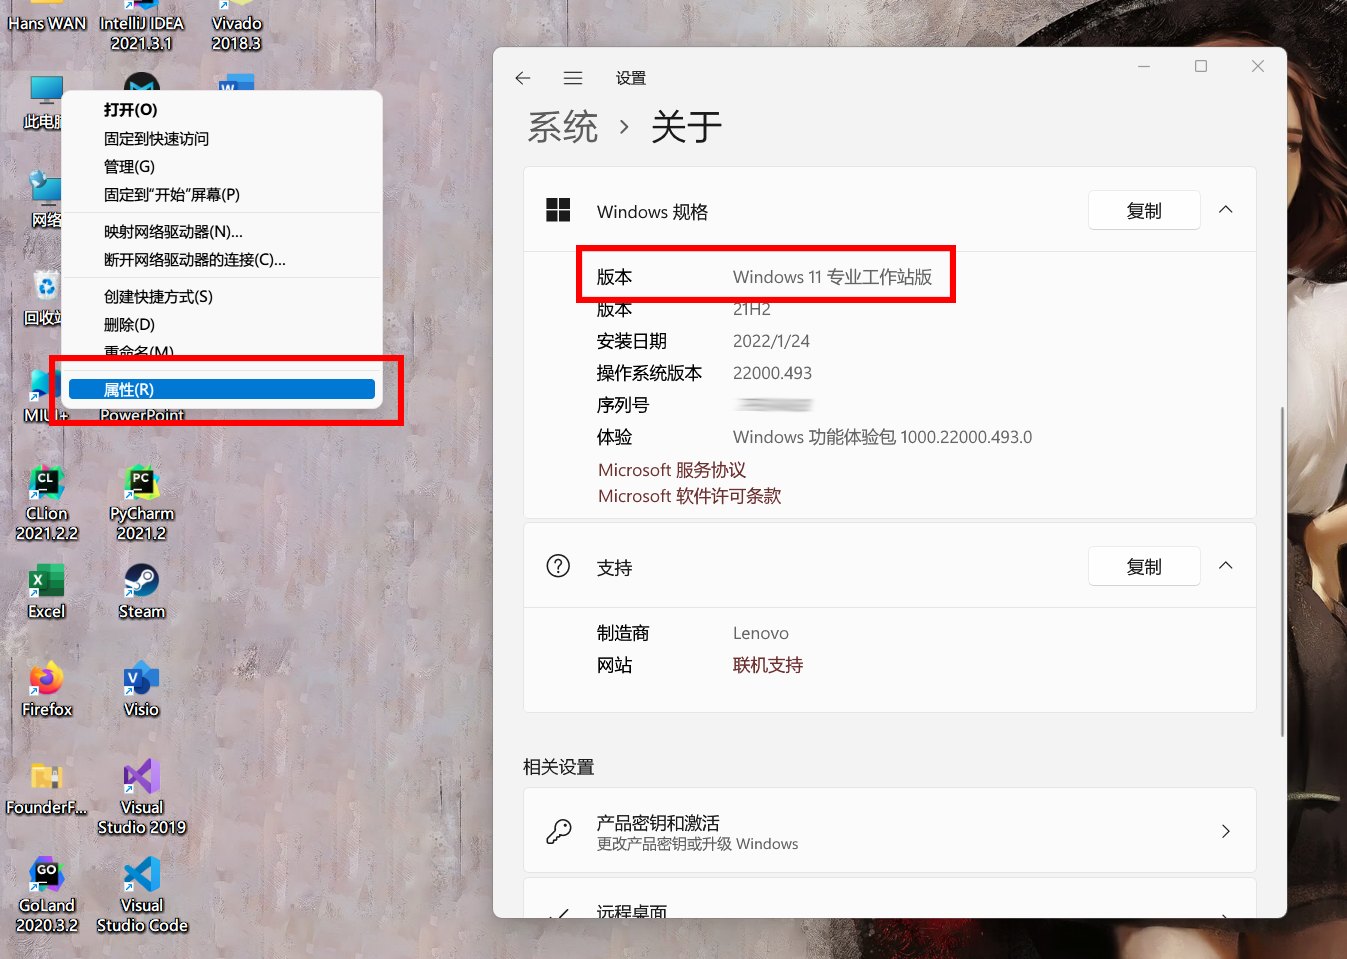 Hans WAN
IntelliJ IDEA
2021.3.1
Vivado
2018.3
此电脑
打开(O)
固定到快速访问
管理(G)
固定到"开始"屏幕(P)
网络
映射网络驱动器(N)...
断开网络驱动器的连接(C)...
创建快捷方式(S)
回收站
删除(D)
重命名(M)
属性(R)
MIUI+
PowerPoint
CLion
2021.2.2
PyCharm
2021.2
Excel
Steam
Firefox
Visio
FounderF...
Visual
Studio 2019
GoLand
2020.3.2
Visual
Studio Code
设置
系统 › 关于
Windows 规格
复制
版本 Windows 11 专业工作站版
版本 21H2
安装日期 2022/1/24
操作系统版本 22000.493
序列号
体验 Windows 功能体验包 1000.22000.493.0
Microsoft 服务协议
Microsoft 软件许可条款
支持
复制
制造商 Lenovo
网站 联机支持
相关设置
产品密钥和激活
更改产品密钥或升级 Windows
远程桌面